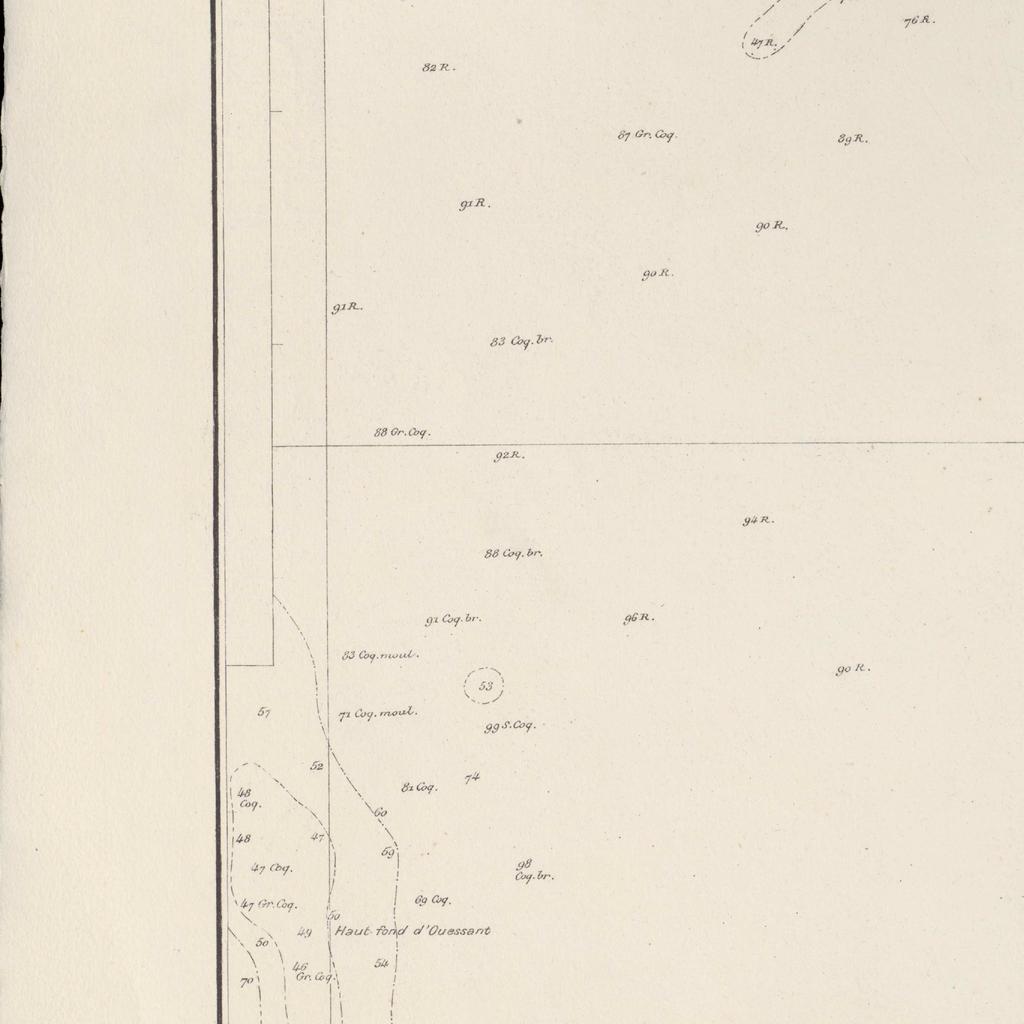 76 R.
47 R.
82 R.
87 Gr. Coq.
89 R.
91 R.
90 R.
90 R.
91 R.
83 Coq. br.
88 Gr. Coq.
92 R.
94 R.
88 Coq. br.
91 Coq. br.
96 R.
83 Coq. moul.
90 R.
53
57
71 Coq. moul.
99 S. Coq.
52
74
81 Coq.
48
Coq.
60
48
47
59
47 Coq.
98
Coq. br.
69 Coq.
47 Gr. Coq.
50
49
Haut-fond d'Ouessant
50
46
Gr. Coq.
54
70